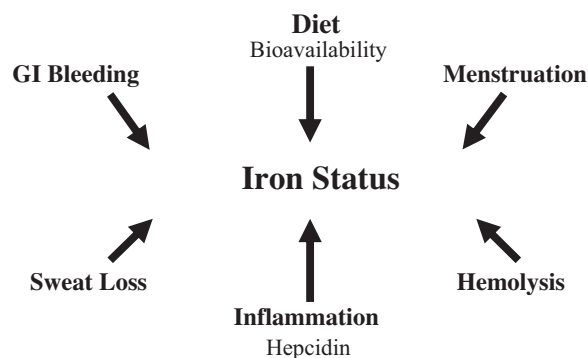 Diet
Bioavailability
GI Bleeding
Menstruation
Iron Status
Sweat Loss
Hemolysis
Inflammation
Hepcidin